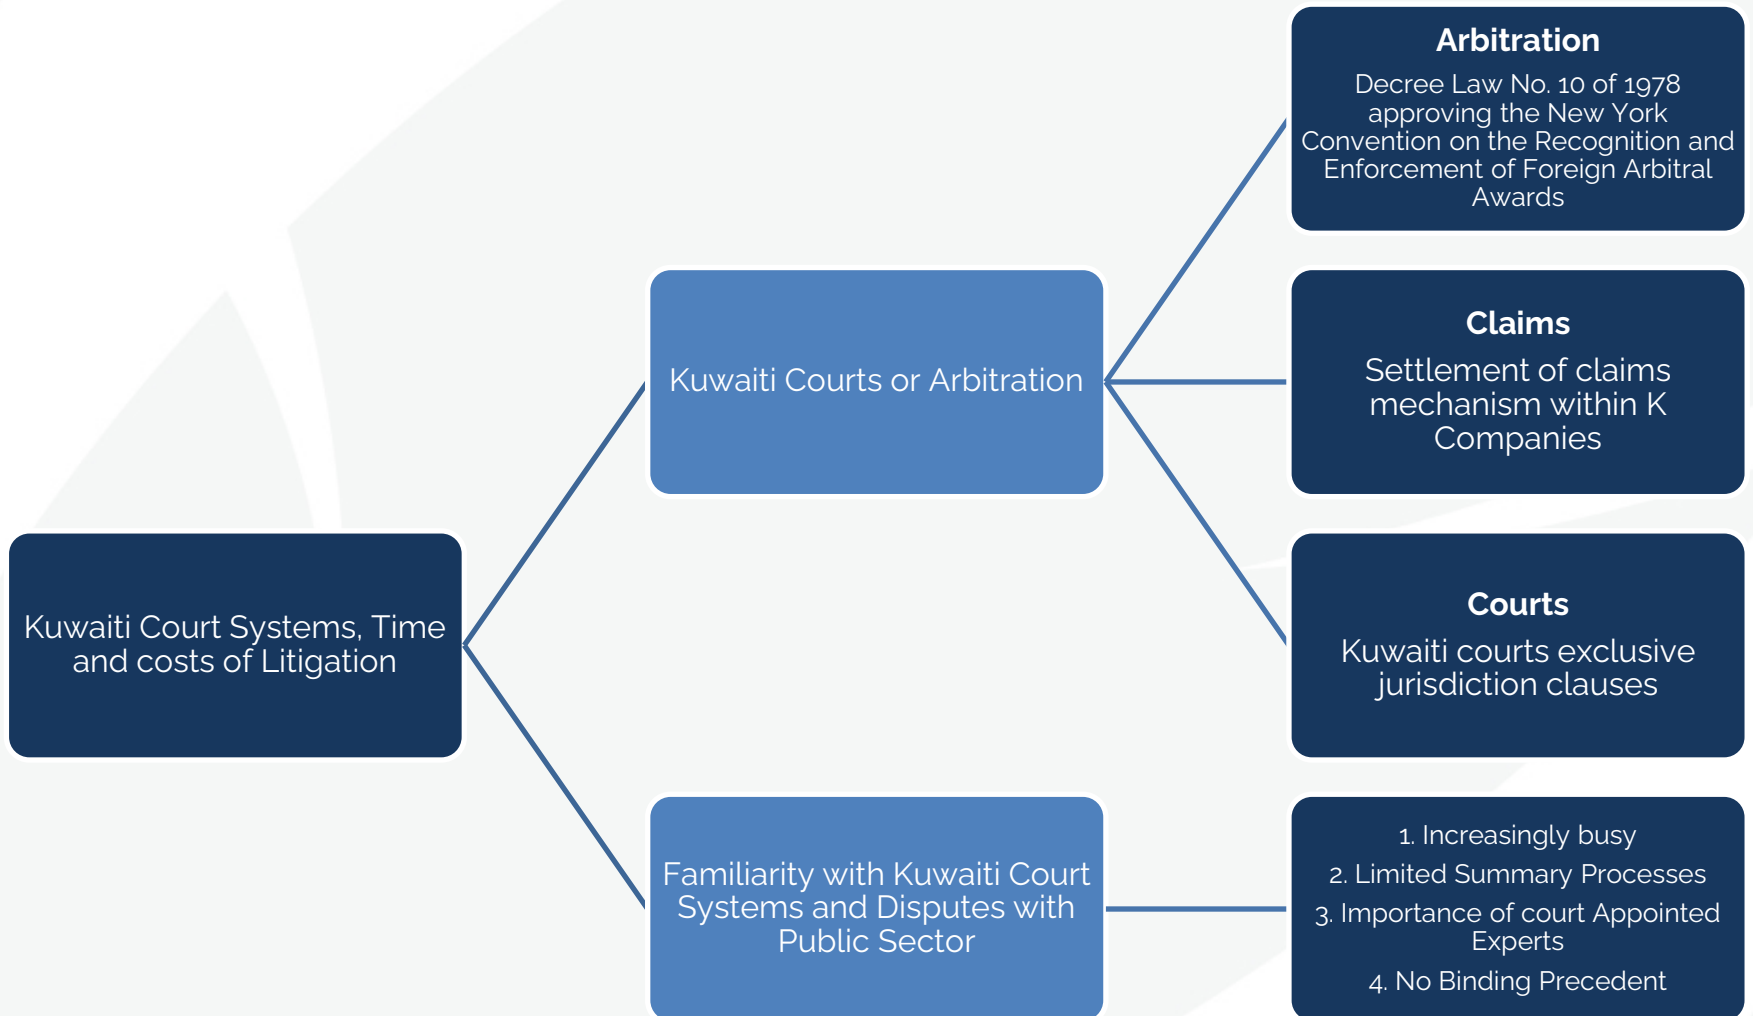 Arbitration
Decree Law No. 10 of 1978
approving the New York
Convention on the Recognition and
Enforcement of Foreign Arbitral
Awards
Kuwaiti Courts or Arbitration
Claims
Settlement of claims
mechanism within K
Companies
Kuwaiti Court Systems, Time
and costs of Litigation
Courts
Kuwaiti courts exclusive
jurisdiction clauses
Familiarity with Kuwaiti Court
Systems and Disputes with
Public Sector
1. Increasingly busy
2. Limited Summary Processes
3. Importance of court Appointed
Experts
4. No Binding Precedent